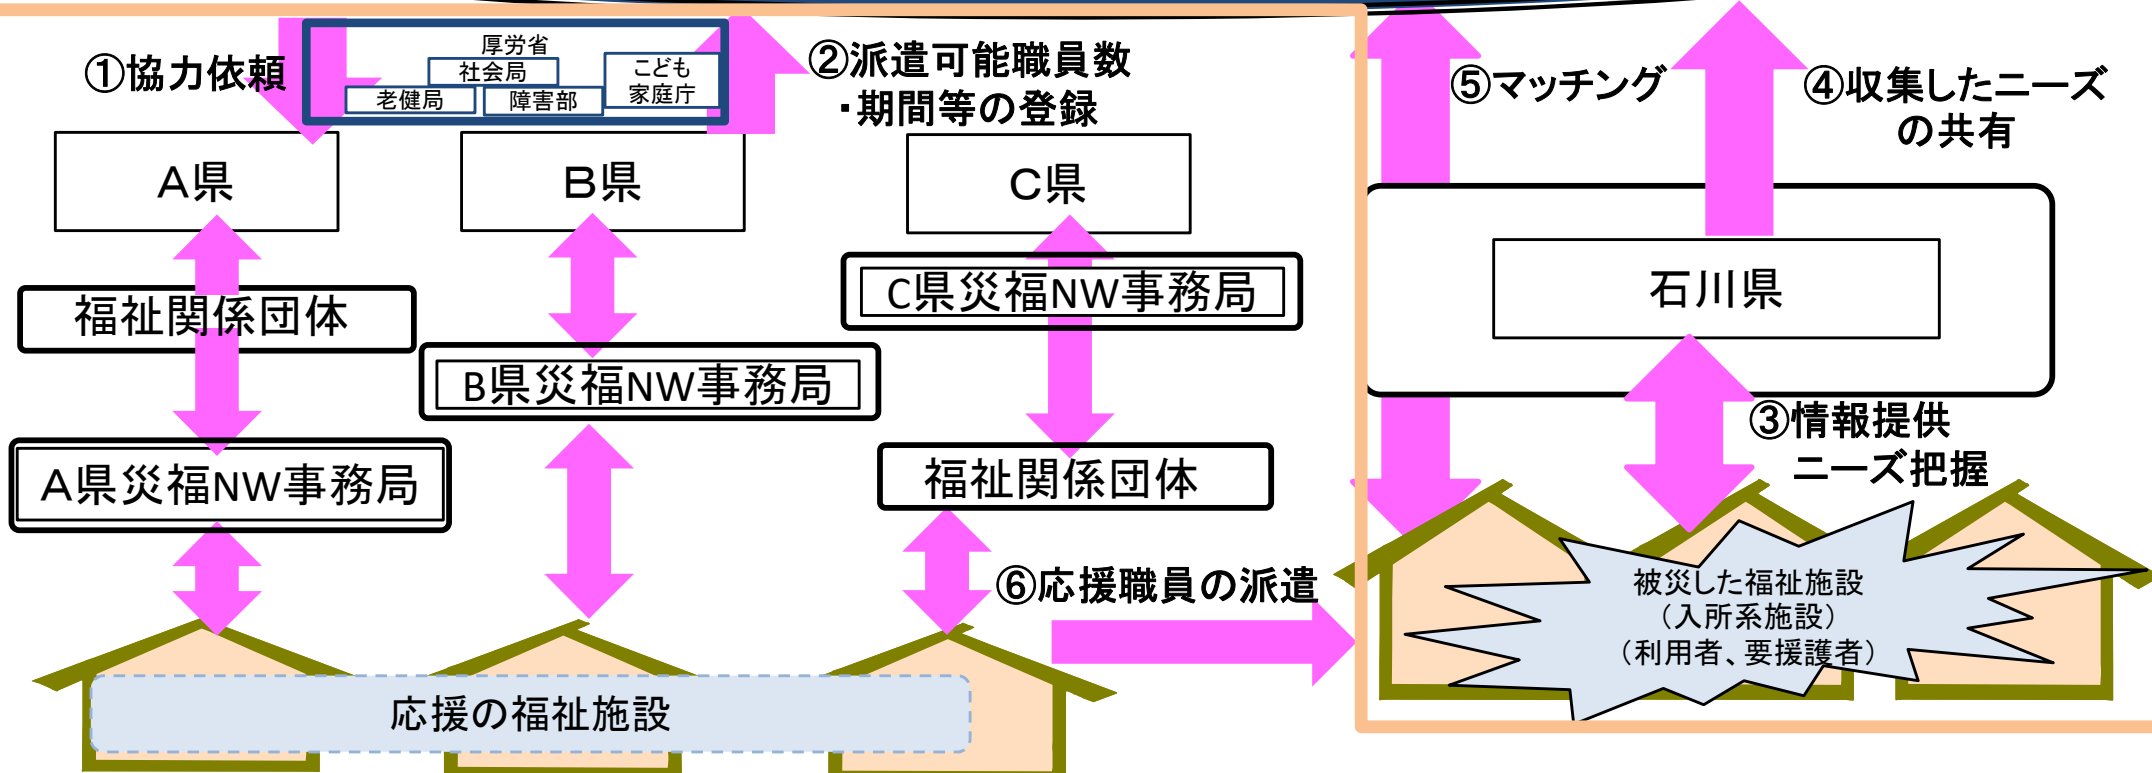 ①協力依頼
厚労省
社会局
老健局
障害部
こども
家庭庁
②派遣可能職員数
・期間等の登録
⑤マッチング
④収集したニーズ
の共有
Ａ県
Ｂ県
Ｃ県
石川県
福祉関係団体
B県災福NW事務局
C県災福NW事務局
Ａ県災福NW事務局
福祉関係団体
③情報提供
ニーズ把握
⑥応援職員の派遣
被災した福祉施設
（入所系施設）
（利用者、要援護者）
応援の福祉施設